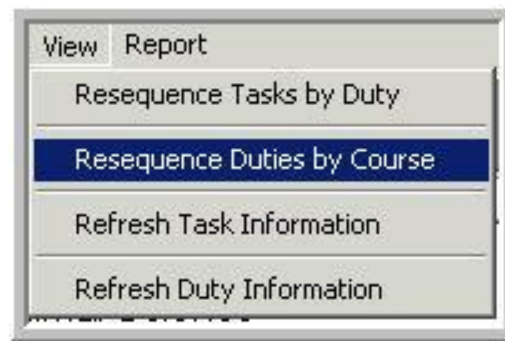 View Report
Resequence Tasks by Duty
Resequence Duties by Course
Refresh Task Information
Refresh Duty Information